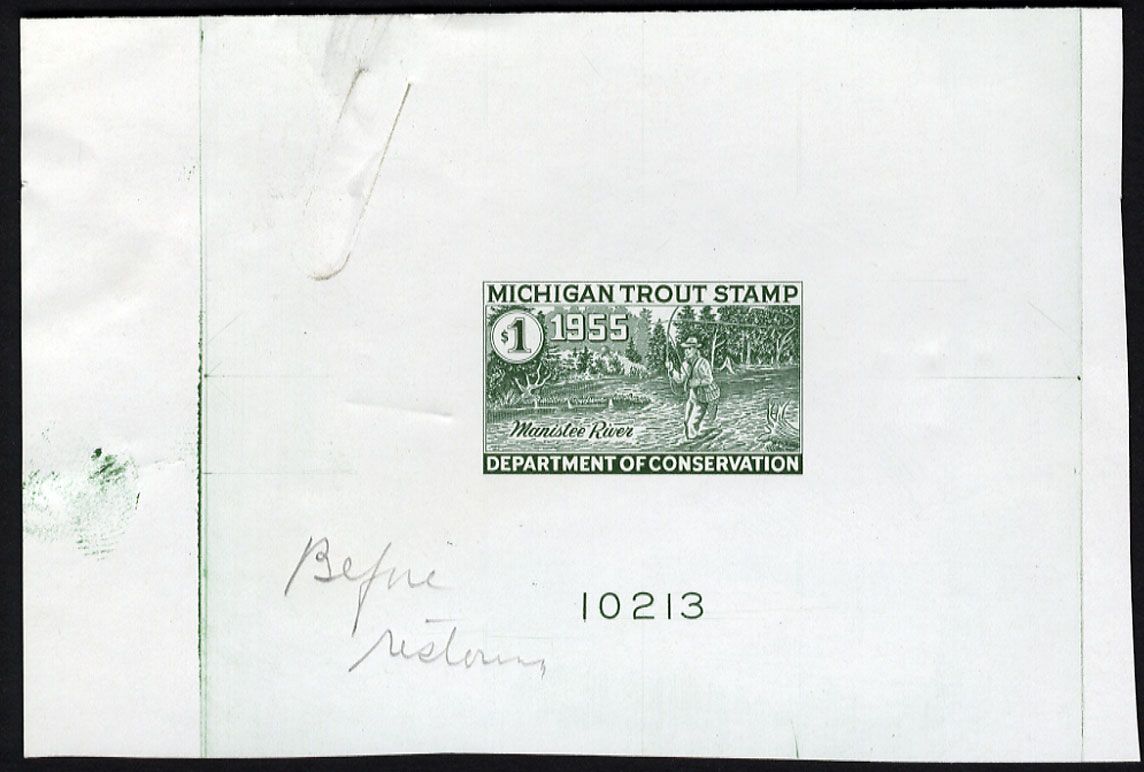 MICHIGAN TROUT STAMP
$1 1955
Manistee River
DEPARTMENT OF CONSERVATION
Before
10213
restoring